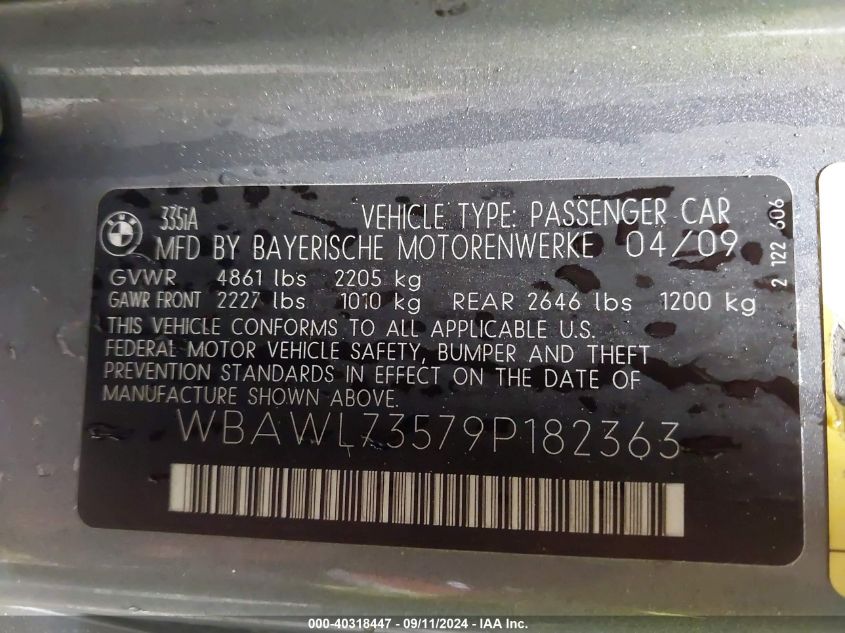 BMW
335iA VEHICLE TYPE: PASSENGER CAR
MFD BY BAYERISCHE MOTORENWERKE 04/09
GVWR 4861 lbs 2205 kg
GAWR FRONT 2227 lbs 1010 kg REAR 2646 lbs 1200 kg
THIS VEHICLE CONFORMS TO ALL APPLICABLE U.S.
FEDERAL MOTOR VEHICLE SAFETY, BUMPER AND THEFT
PREVENTION STANDARDS IN EFFECT ON THE DATE OF
MANUFACTURE SHOWN ABOVE.
WBAWL73579P182363
2 122 606
000-40318447 - 09/11/2024 - © IAA, Inc.